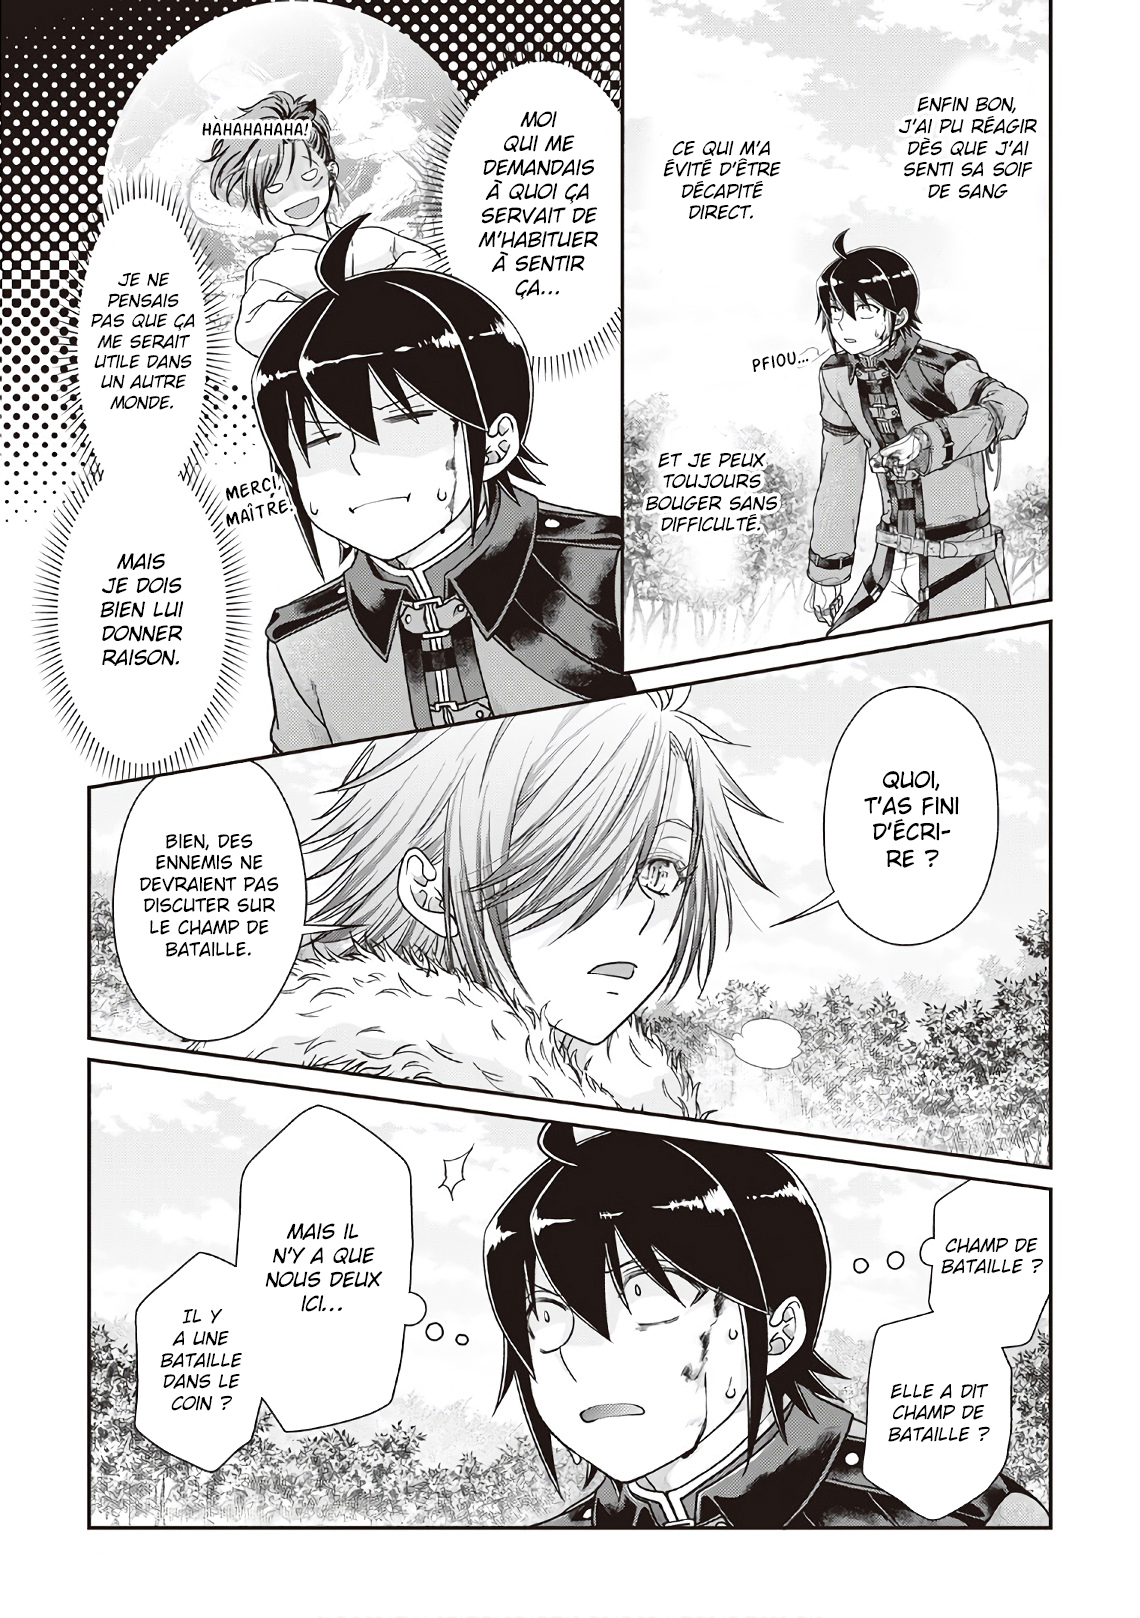 ENFIN BON,
J'AI PU RÉAGIR
DÈS QUE J'AI
SENTI SA SOIF
DE SANG
CE QUI M'A
ÉVITÉ D'ÊTRE
DÉCAPITÉ
DIRECT.
PFIOU...
ET JE PEUX
TOUJOURS
BOUGER SANS
DIFFICULTÉ.
MOI
QUI ME
DEMANDAIS
À QUOI ÇA
SERVAIT DE
M'HABITUER
À SENTIR
ÇA...
HAHAHAHAHA!
JE NE
PENSAIS
PAS QUE ÇA
ME SERAIT
UTILE DANS
UN AUTRE
MONDE.
MERCI,
MAÎTRE.
MAIS
JE DOIS
BIEN LUI
DONNER
RAISON.
QUOI,
T'AS FINI
D'ÉCRI-
RE ?
BIEN, DES
ENNEMIS NE
DEVRAIENT PAS
DISCUTER SUR
LE CHAMP DE
BATAILLE.
CHAMP DE
BATAILLE ?
ELLE A DIT
CHAMP DE
BATAILLE ?
MAIS IL
N'Y A QUE
NOUS DEUX
ICI...
IL Y
A UNE
BATAILLE
DANS LE
COIN ?